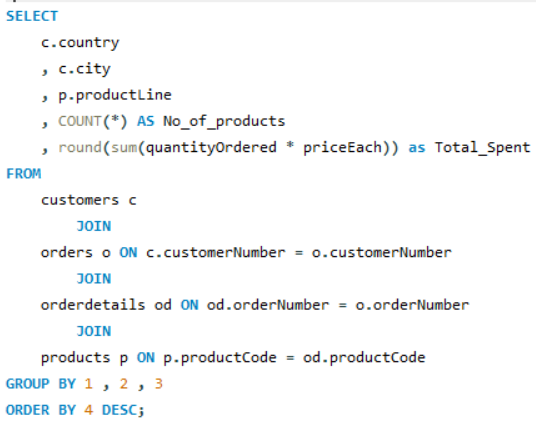 SELECT
c.country
, c.city
, p.productLine
, COUNT(*) AS No_of_products
, round(sum(quantityOrdered * priceEach)) as Total_Spent
FROM
customers c
JOIN
orders o ON c.customerNumber = o.customerNumber
JOIN
orderdetails od ON od.orderNumber = o.orderNumber
JOIN
products p ON p.productCode = od.productCode
GROUP BY 1 , 2 , 3
ORDER BY 4 DESC;